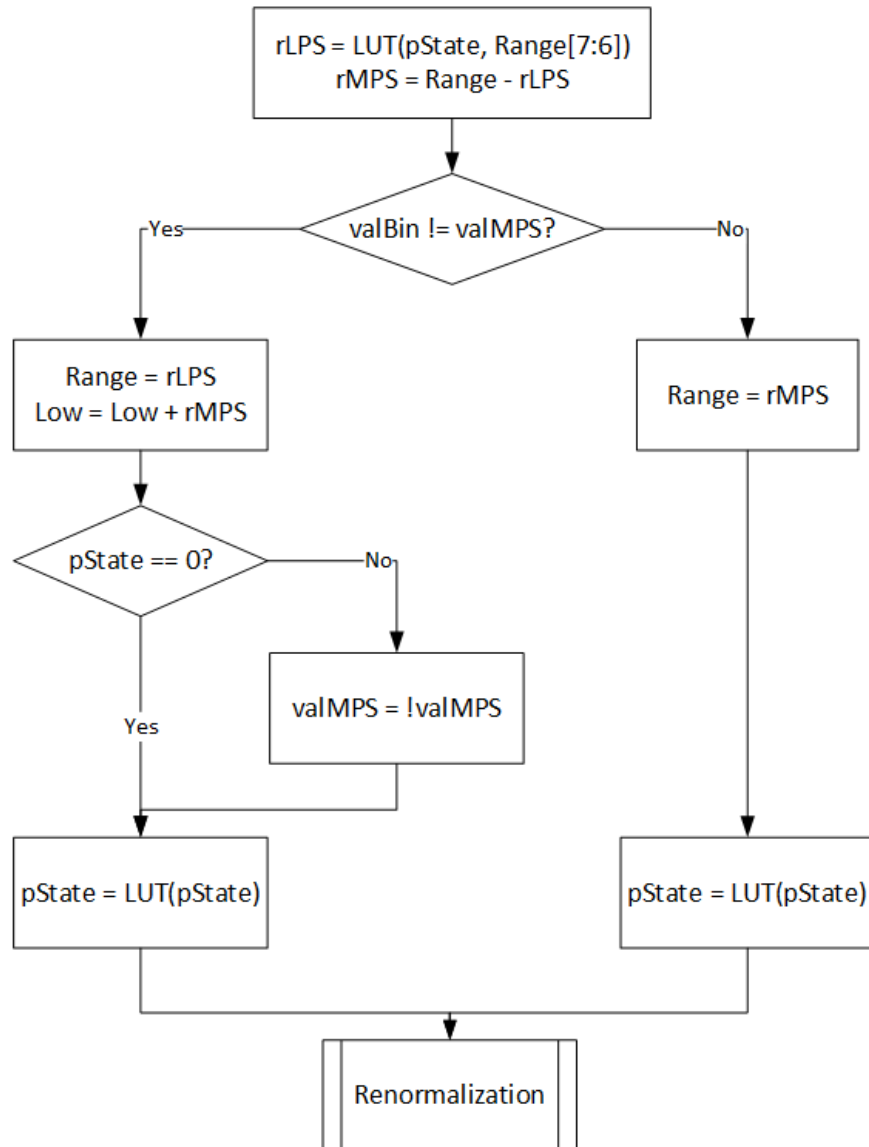 rLPS = LUT(pState, Range[7:6])
rMPS = Range - rLPS
valBin != valMPS?
Yes
No
Range = rLPS
Low = Low + rMPS
Range = rMPS
pState == 0?
No
valMPS = !valMPS
Yes
pState = LUT(pState)
pState = LUT(pState)
Renormalization